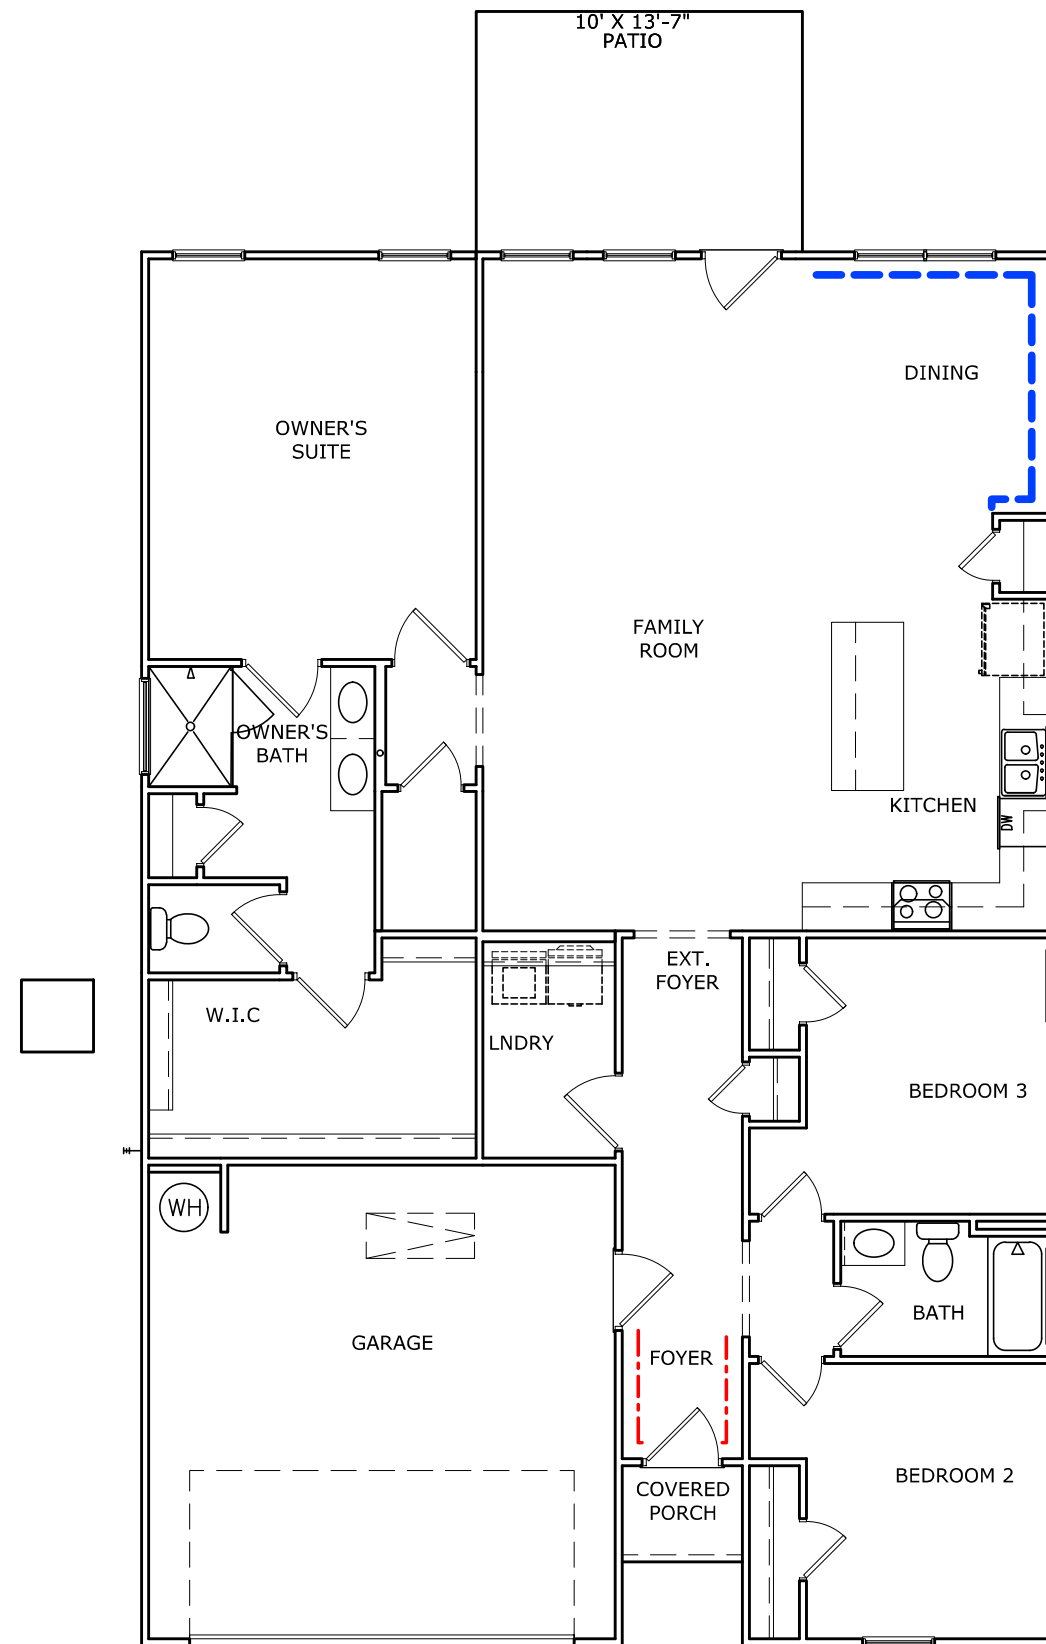 10' X 13'-7"
PATIO
DINING
OWNER'S
SUITE
FAMILY
ROOM
OWNER'S
BATH
KITCHEN
DW
EXT.
FOYER
W.I.C
LNDRY
BEDROOM 3
WH
BATH
GARAGE
FOYER
BEDROOM 2
COVERED
PORCH